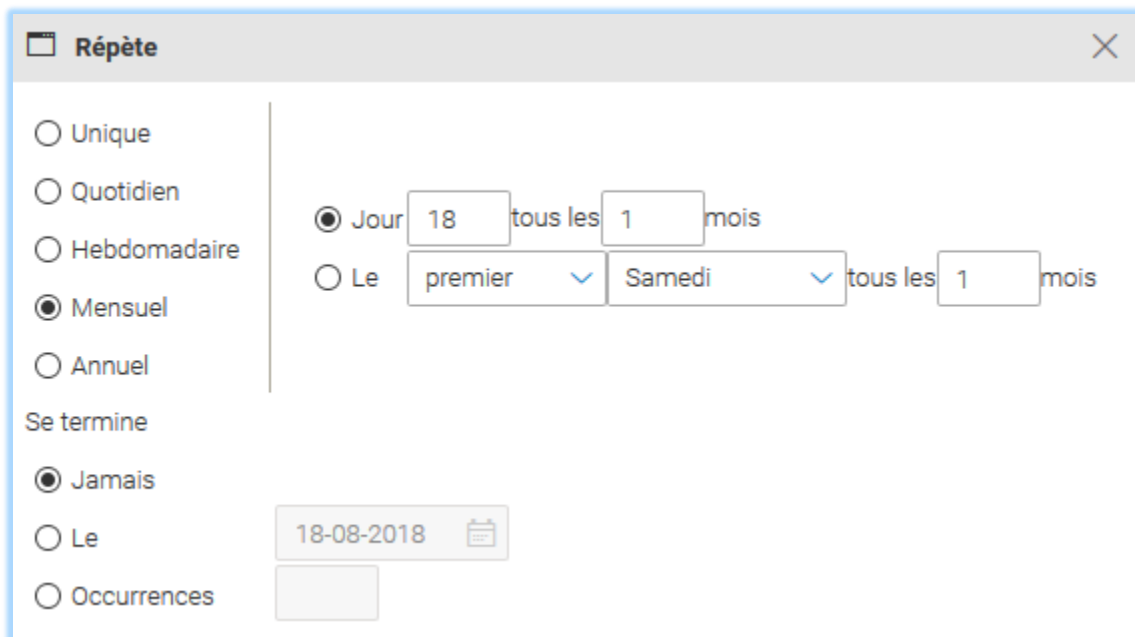 Répète
Unique
Quotidien
Hebdomadaire
Mensuel
Annuel
Jour 18 tous les 1 mois
Le premier Samedi tous les 1 mois
Se termine
Jamais
Le 18-08-2018
Occurrences